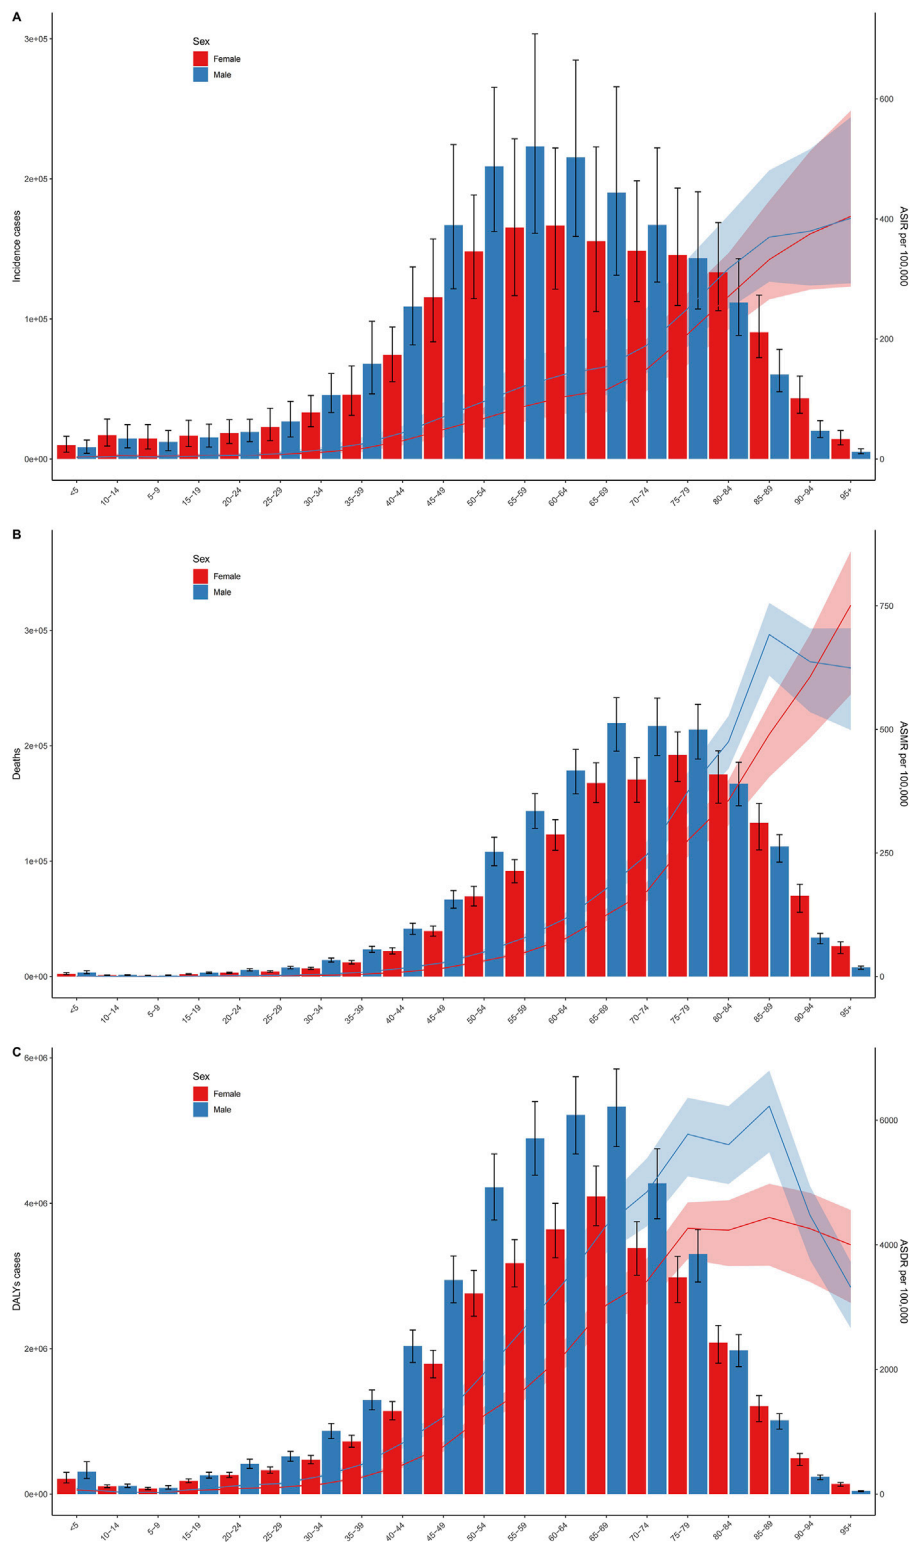 A
Sex
Female
Male
3e+05
2e+05
1e+05
0e+00
Incidence cases
600
400
200
0
ASIR per 100,000
<5 10−14 5−9 15−19 20−24 25−29 30−34 35−39 40−44 45−49 50−54 55−59 60−64 65−69 70−74 75−79 80−84 85−89 90−94 95+
B
Sex
Female
Male
3e+05
2e+05
1e+05
0e+00
Deaths
750
500
250
0
ASMR per 100,000
<5 10−14 5−9 15−19 20−24 25−29 30−34 35−39 40−44 45−49 50−54 55−59 60−64 65−69 70−74 75−79 80−84 85−89 90−94 95+
C
Sex
Female
Male
6e+06
4e+06
2e+06
0e+00
DALYs cases
6000
4000
2000
0
ASDR per 100,000
<5 10−14 5−9 15−19 20−24 25−29 30−34 35−39 40−44 45−49 50−54 55−59 60−64 65−69 70−74 75−79 80−84 85−89 90−94 95+